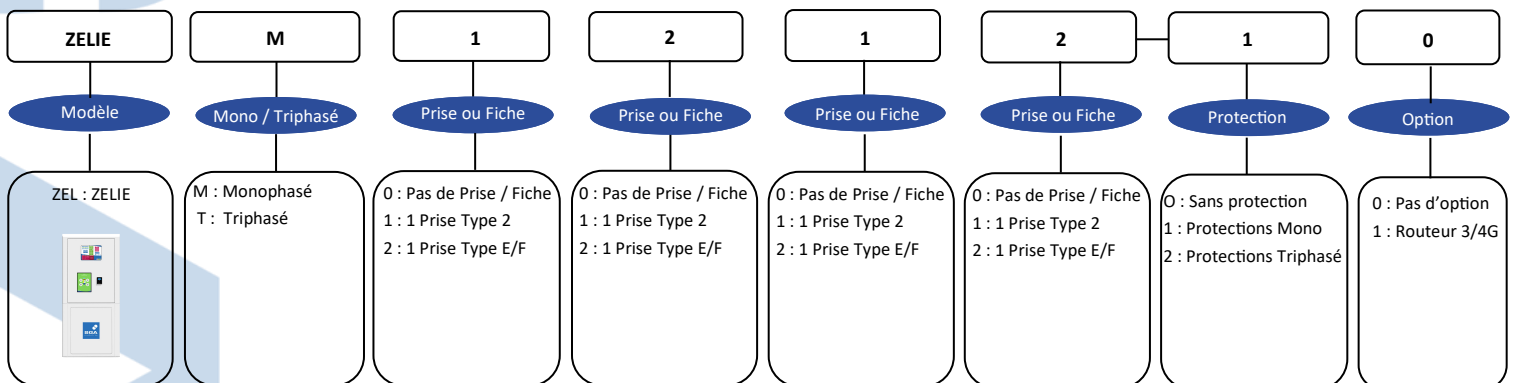 ZELIE M 1 2 1 2 1 0
Modèle Mono / Triphasé Prise ou Fiche Prise ou Fiche Prise ou Fiche Prise ou Fiche Protection Option
ZEL : ZELIE
M : Monophasé
T : Triphasé
0 : Pas de Prise / Fiche
1 : 1 Prise Type 2
2 : 1 Prise Type E/F
0 : Pas de Prise / Fiche
1 : 1 Prise Type 2
2 : 1 Prise Type E/F
0 : Pas de Prise / Fiche
1 : 1 Prise Type 2
2 : 1 Prise Type E/F
0 : Pas de Prise / Fiche
1 : 1 Prise Type 2
2 : 1 Prise Type E/F
O : Sans protection
1 : Protections Mono
2 : Protections Triphasé
0 : Pas d’option
1 : Routeur 3/4G